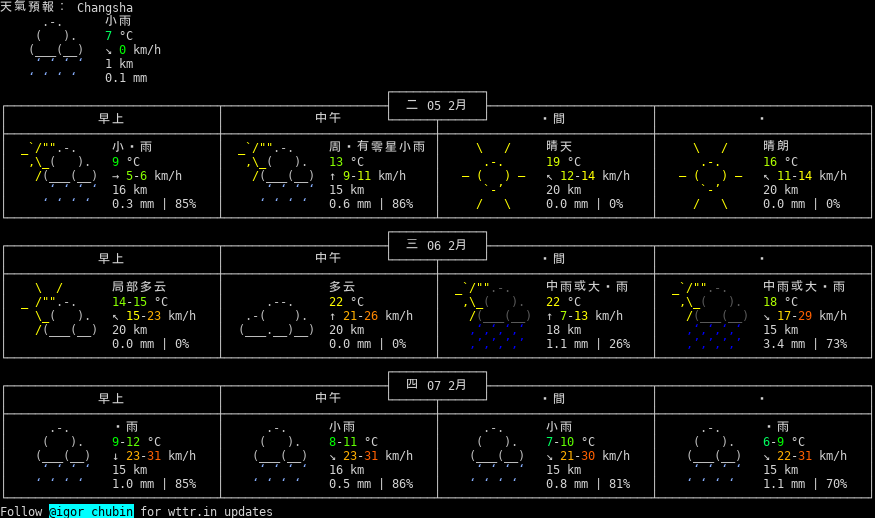 天氣預報： Changsha
小雨
7 °C
↘ 0 km/h
1 km
0.1 mm
二 05 2月
早上 中午 ·間 ·
小·雨 周·有零星小雨 晴天 晴朗
9 °C 13 °C 19 °C 16 °C
→ 5-6 km/h ↑ 9-11 km/h ↖ 12-14 km/h ↖ 11-14 km/h
16 km 15 km 20 km 20 km
0.3 mm | 85% 0.6 mm | 86% 0.0 mm | 0% 0.0 mm | 0%
三 06 2月
早上 中午 ·間 ·
局部多云 多云 中雨或大·雨 中雨或大·雨
14-15 °C 22 °C 22 °C 18 °C
↖ 15-23 km/h ↑ 21-26 km/h ↑ 7-13 km/h ↘ 17-29 km/h
20 km 20 km 18 km 15 km
0.0 mm | 0% 0.0 mm | 0% 1.1 mm | 26% 3.4 mm | 73%
四 07 2月
早上 中午 ·間 ·
·雨 小雨 小雨 ·雨
9-12 °C 8-11 °C 7-10 °C 6-9 °C
↓ 23-31 km/h ↘ 23-31 km/h ↘ 21-30 km/h ↘ 22-31 km/h
15 km 16 km 15 km 15 km
1.0 mm | 85% 0.5 mm | 86% 0.8 mm | 81% 1.1 mm | 70%
Follow @igor_chubin for wttr.in updates